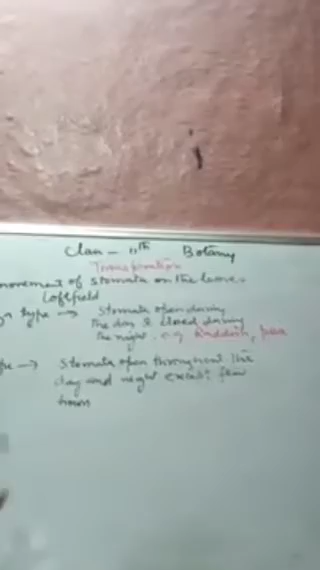 Class - 11th Botany
Transpiration
movement of stomata on the leaves
Loftfield
type → Stomata open during
the day & closed during
the night. e.g Raddish, pea
→ Stomata open throughout the
day and night except few
hours